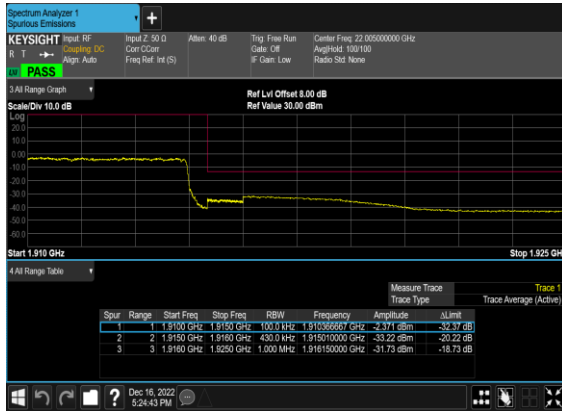 Spectrum Analyzer 1
Spurious Emissions
+
KEYSIGHT Input: RF Input Z: 50 Ω Atten: 40 dB Trig: Free Run Center Freq: 22.005000000 GHz
R T Coupling: DC Corr CCorr Gate: Off Avg|Hold: 100/100
Align: Auto Freq Ref: Int (S) IF Gain: Low Radio Std: None
PASS
3 All Range Graph
Ref Lvl Offset 8.00 dB
Scale/Div 10.0 dB Ref Value 30.00 dBm
Log
20.0
10.0
0.00
-10.0
-20.0
-30.0
-40.0
-50.0
-60.0
Start 1.910 GHz Stop 1.925 GH
4 All Range Table
Measure Trace Trace 1
Trace Type Trace Average (Active)
Spur Range Start Freq Stop Freq RBW Frequency Amplitude ΔLimit
1 1 1.9100 GHz 1.9150 GHz 100.0 kHz 1.910366667 GHz -2.371 dBm -32.37 dB
2 2 1.9150 GHz 1.9160 GHz 430.0 kHz 1.915010000 GHz -33.22 dBm -20.22 dB
3 3 1.9160 GHz 1.9250 GHz 1.000 MHz 1.916150000 GHz -31.73 dBm -18.73 dB
? Dec 16, 2022
5:24:43 PM